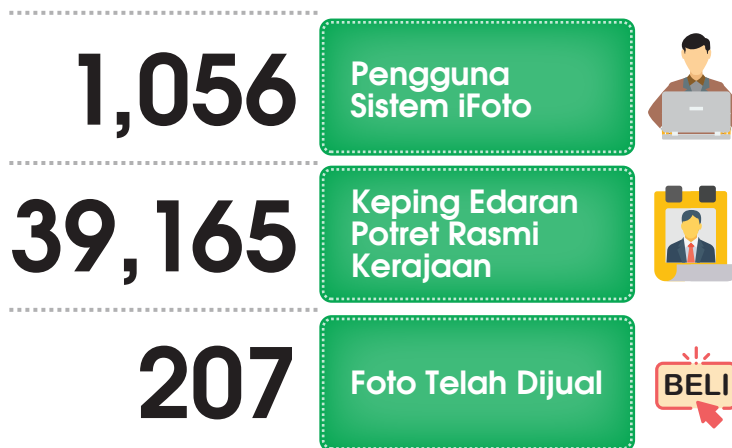 1,056
Pengguna
Sistem iFoto
39,165
Keping Edaran
Potret Rasmi
Kerajaan
207
Foto Telah Dijual
BELI